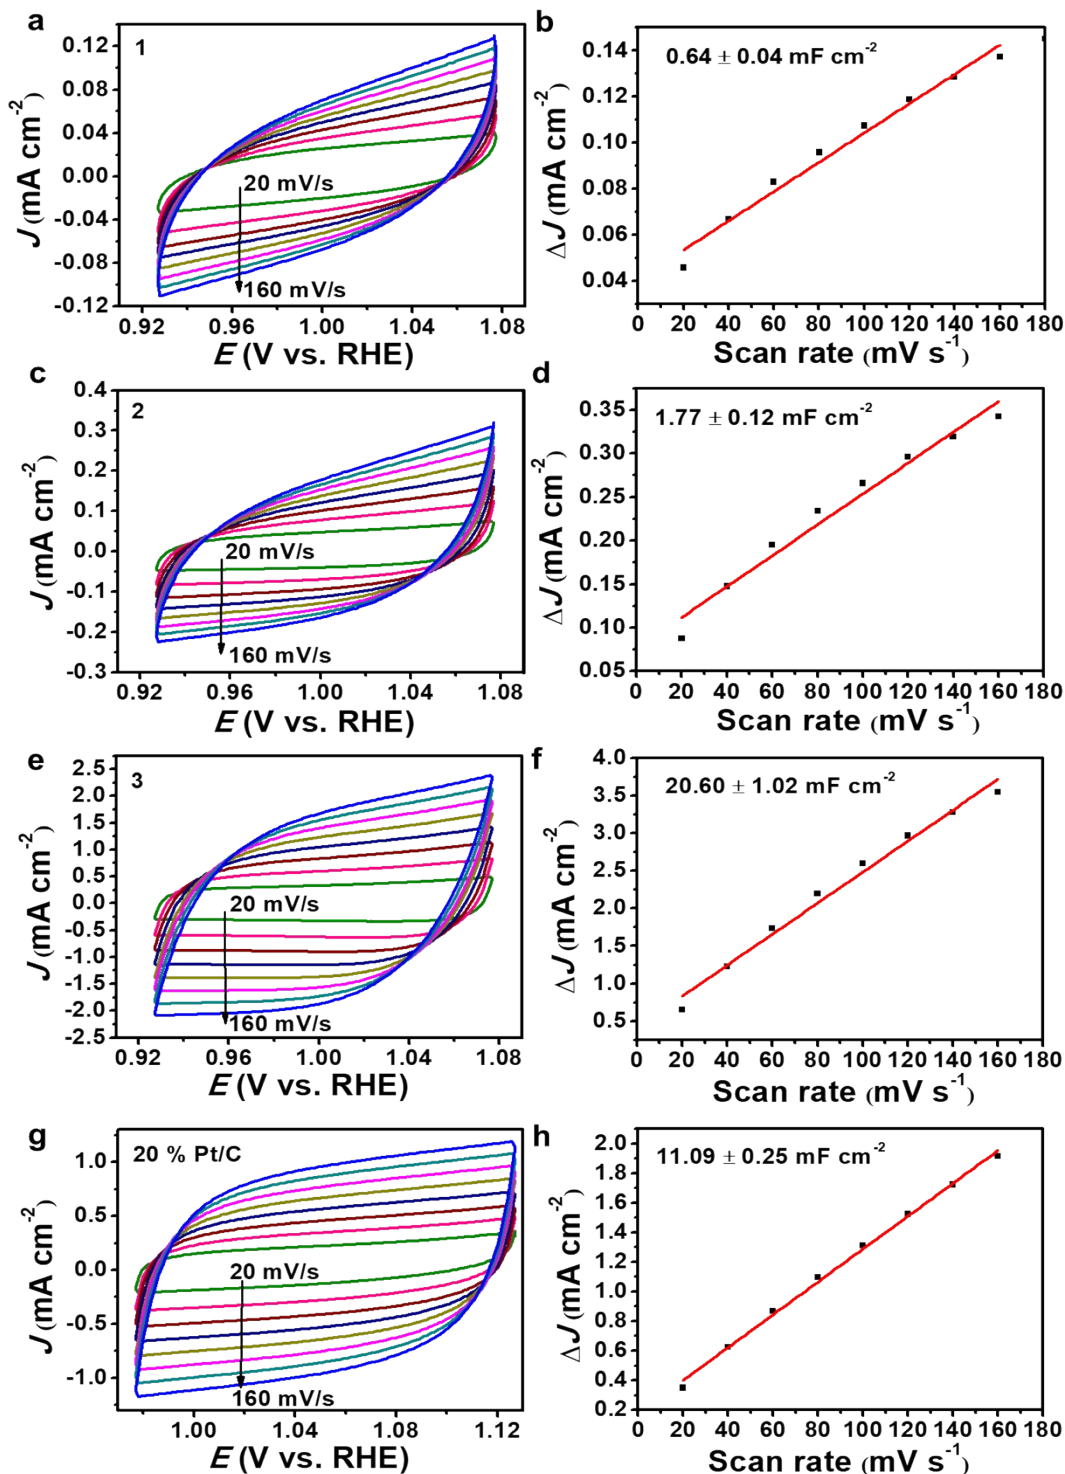 a
1
0.12
0.08
0.04
0.00
-0.04
-0.08
-0.12
J (mA cm-2)
20 mV/s
160 mV/s
0.92 0.96 1.00 1.04 1.08
E (V vs. RHE)
b
0.64 ± 0.04 mF cm-2
0.14
0.12
0.10
0.08
0.06
0.04
ΔJ (mA cm-2)
0 20 40 60 80 100 120 140 160 180
Scan rate (mV s-1)
c
2
0.4
0.3
0.2
0.1
0.0
-0.1
-0.2
-0.3
J (mA cm-2)
20 mV/s
160 mV/s
0.92 0.96 1.00 1.04 1.08
E (V vs. RHE)
d
1.77 ± 0.12 mF cm-2
0.35
0.30
0.25
0.20
0.15
0.10
0.05
ΔJ (mA cm-2)
0 20 40 60 80 100 120 140 160 180
Scan rate (mV s-1)
e
3
2.5
2.0
1.5
1.0
0.5
0.0
-0.5
-1.0
-1.5
-2.0
-2.5
J (mA cm-2)
20 mV/s
160 mV/s
0.92 0.96 1.00 1.04 1.08
E (V vs. RHE)
f
20.60 ± 1.02 mF cm-2
4.0
3.5
3.0
2.5
2.0
1.5
1.0
0.5
ΔJ (mA cm-2)
0 20 40 60 80 100 120 140 160 180
Scan rate (mV s-1)
g
20 % Pt/C
1.0
0.5
0.0
-0.5
-1.0
J (mA cm-2)
20 mV/s
160 mV/s
1.00 1.04 1.08 1.12
E (V vs. RHE)
h
11.09 ± 0.25 mF cm-2
2.0
1.8
1.6
1.4
1.2
1.0
0.8
0.6
0.4
0.2
ΔJ (mA cm-2)
0 20 40 60 80 100 120 140 160 180
Scan rate (mV s-1)